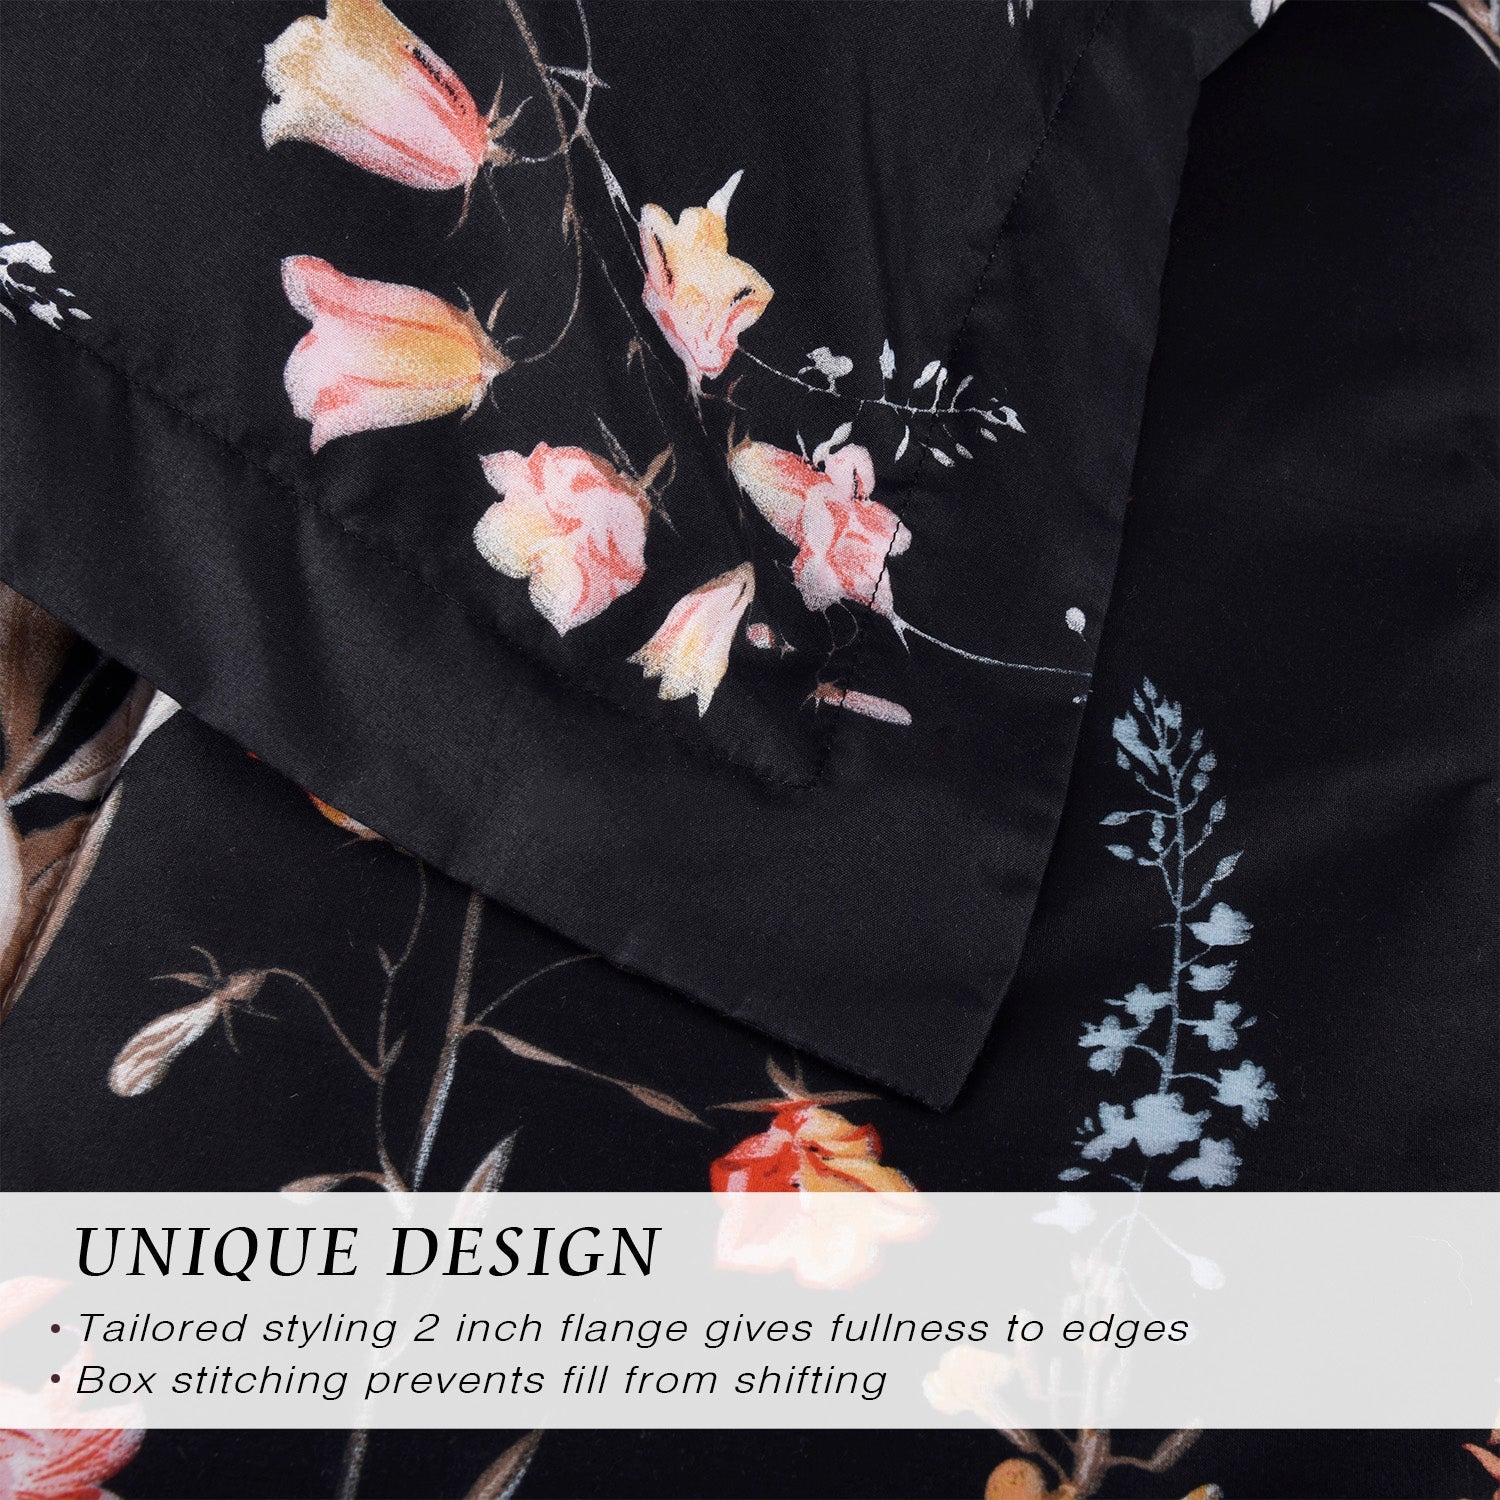 UNIQUE DESIGN
• Tailored styling 2 inch flange gives fullness to edges
• Box stitching prevents fill from shifting